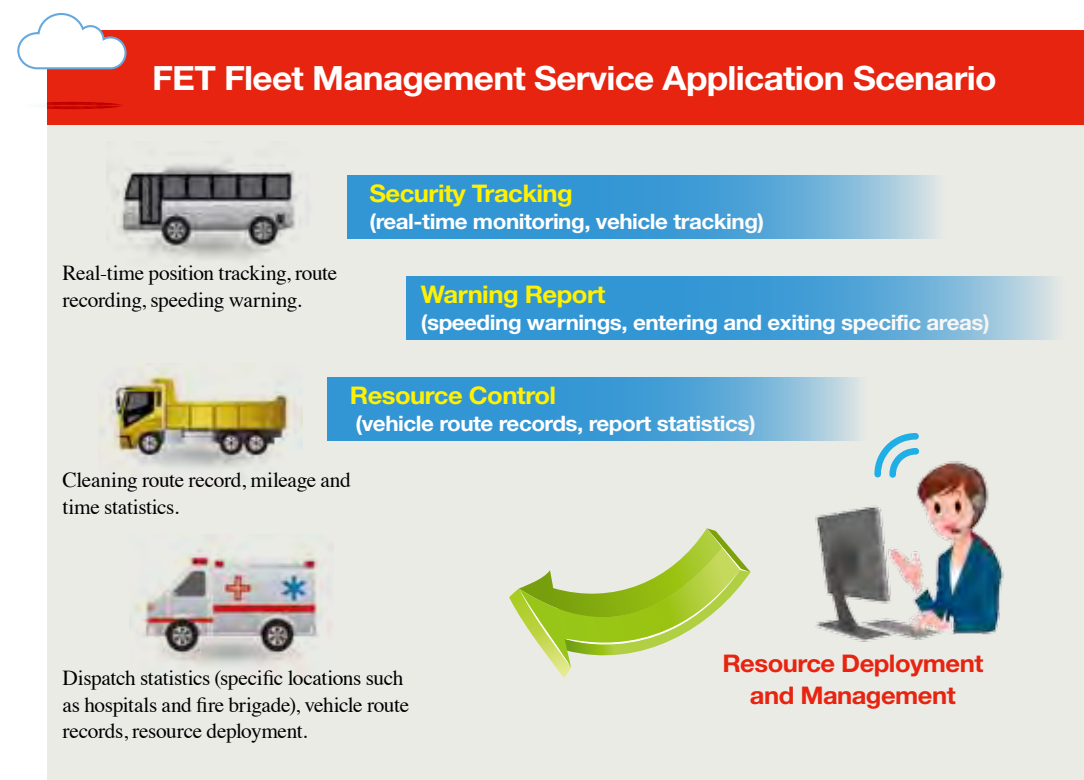 FET Fleet Management Service Application Scenario
Security Tracking
(real-time monitoring, vehicle tracking)
Real-time position tracking, route
recording, speeding warning.
Warning Report
(speeding warnings, entering and exiting specific areas)
Resource Control
(vehicle route records, report statistics)
Cleaning route record, mileage and
time statistics.
Resource Deployment
and Management
Dispatch statistics (specific locations such
as hospitals and fire brigade), vehicle route
records, resource deployment.